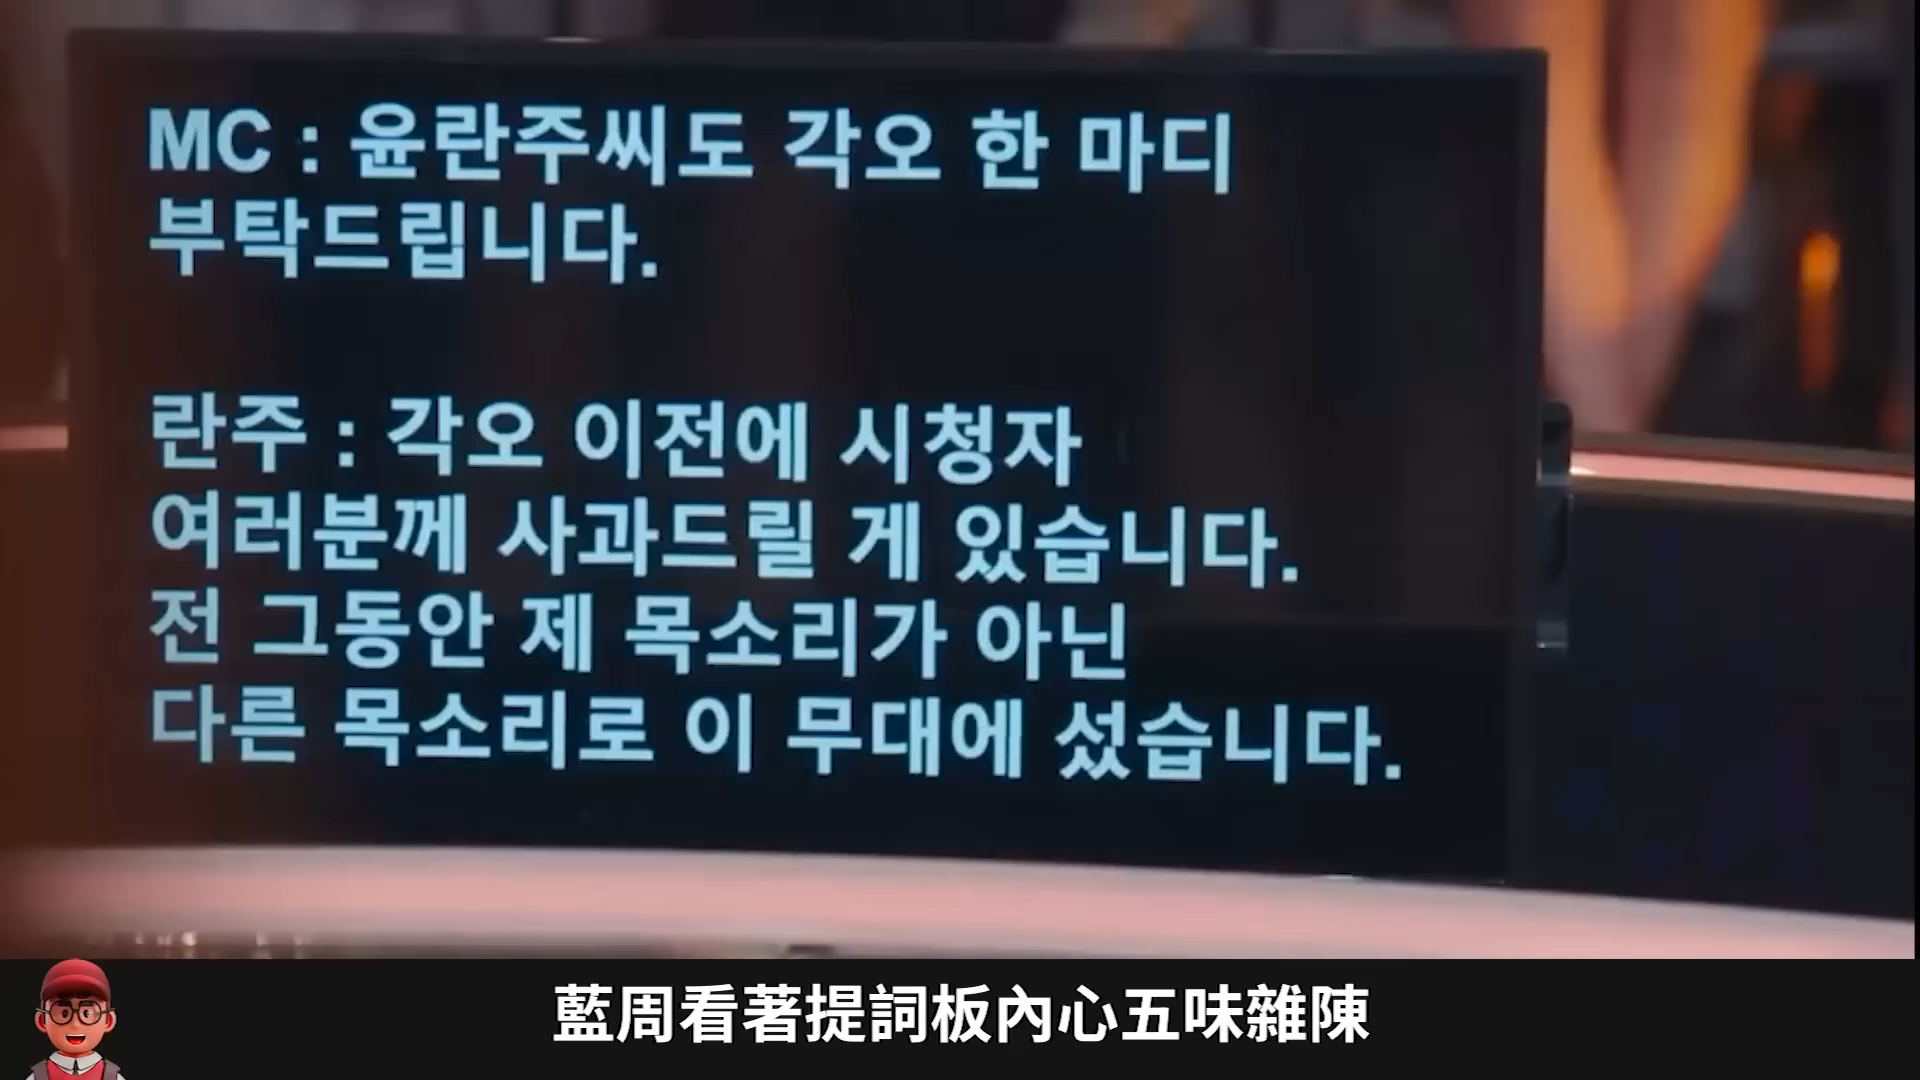 MC : 윤란주씨도 각오 한 마디
부탁드립니다.
란주 : 각오 이전에 시청자
여러분께 사과드릴 게 있습니다.
전 그동안 제 목소리가 아닌
다른 목소리로 이 무대에 섰습니다.
藍周看著提詞板內心五味雜陳